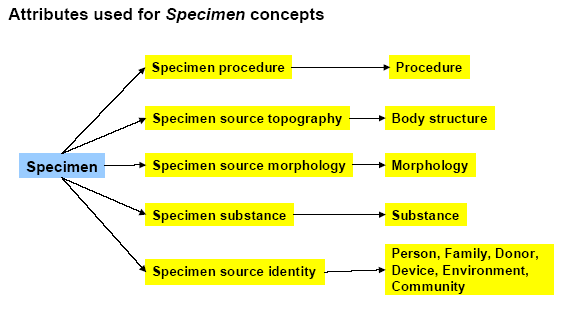 Attributes used for Specimen concepts
Specimen procedure
Procedure
Specimen source topography
Body structure
Specimen
Specimen source morphology
Morphology
Specimen substance
Substance
Specimen source identity
Person, Family, Donor,
Device, Environment,
Community